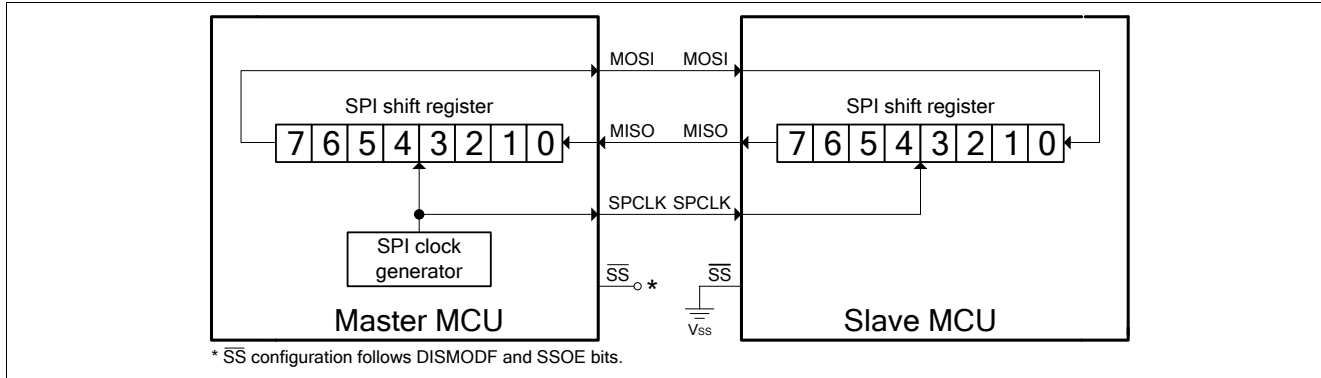 MOSI MOSI
SPI shift register SPI shift register
7 6 5 4 3 2 1 0 MISO MISO 7 6 5 4 3 2 1 0
SPCLK SPCLK
SPI clock
generator
SS * SS
Vss
Master MCU Slave MCU
* SS configuration follows DISMODF and SSOE bits.